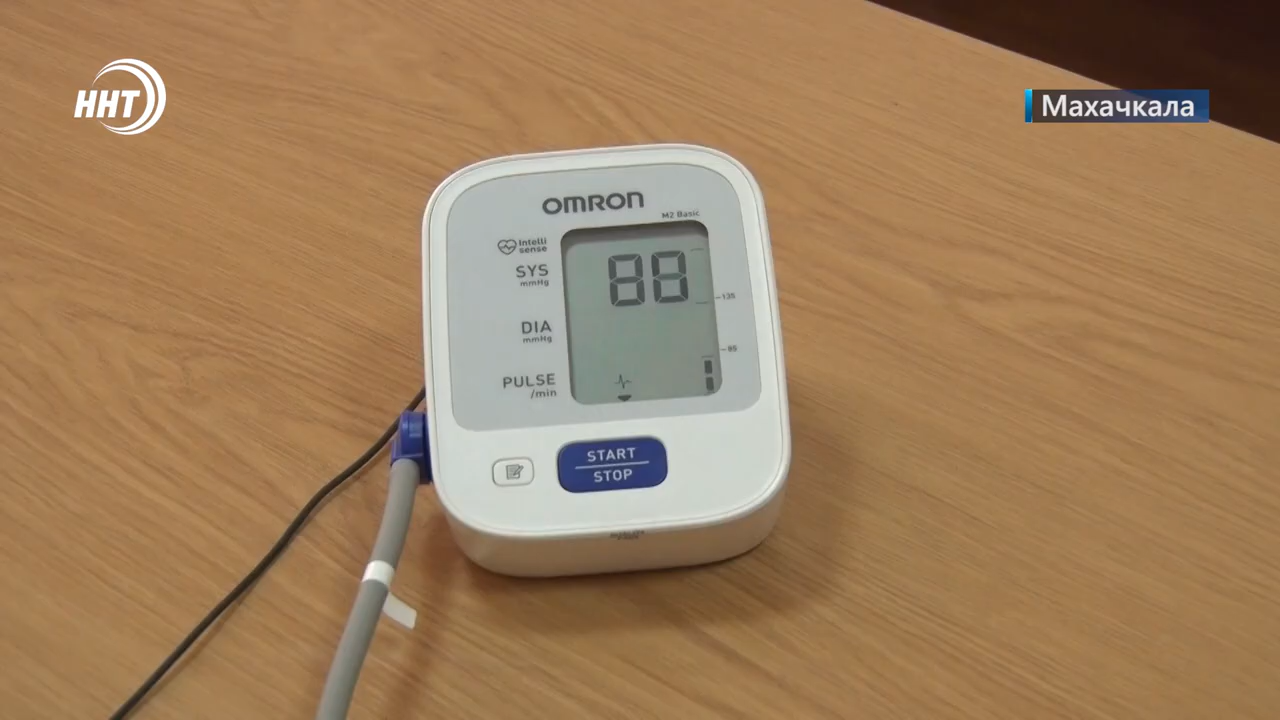 ННТ
Махачкала
OMRON
M2 Basic
Intelli
sense
SYS
mmHg
88
135
DIA
mmHg
85
PULSE
/min
START
STOP